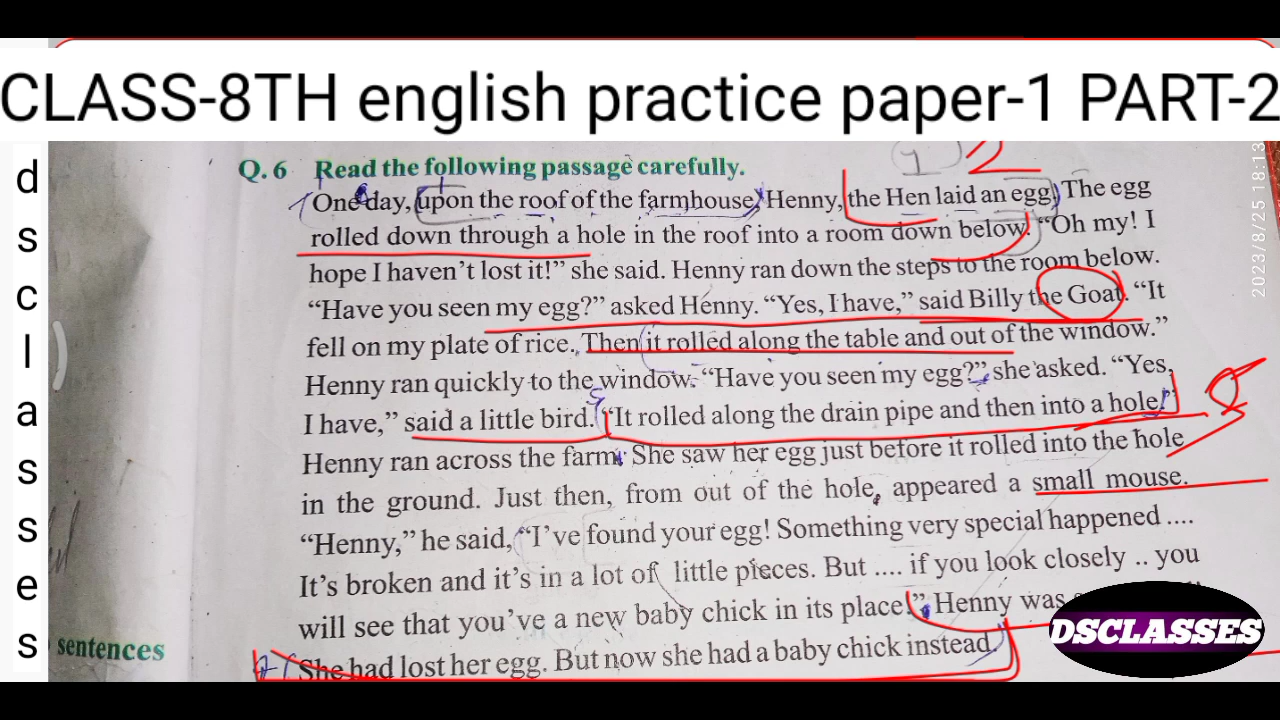 CLASS-8TH english practice paper-1 PART-2
dsclasses
Q. 6 Read the following passage carefully.
One day, upon the roof of the farmhouse, Henny, the Hen laid an egg. The egg
rolled down through a hole in the roof into a room down below. “Oh my! I
hope I haven’t lost it!” she said. Henny ran down the steps to the room below.
“Have you seen my egg?” asked Henny. “Yes, I have,” said Billy the Goat. “It
fell on my plate of rice. Then it rolled along the table and out of the window.”
Henny ran quickly to the window. “Have you seen my egg?” she asked. “Yes,
I have,” said a little bird. “It rolled along the drain pipe and then into a hole!”
Henny ran across the farm. She saw her egg just before it rolled into the hole
in the ground. Just then, from out of the hole, appeared a small mouse.
“Henny,” he said, “I’ve found your egg! Something very special happened ....
It’s broken and it’s in a lot of little pieces. But .... if you look closely .. you
will see that you’ve a new baby chick in its place!” Henny was
She had lost her egg. But now she had a baby chick instead.
sentences
DSCLASSES
2023/8/25 18:13